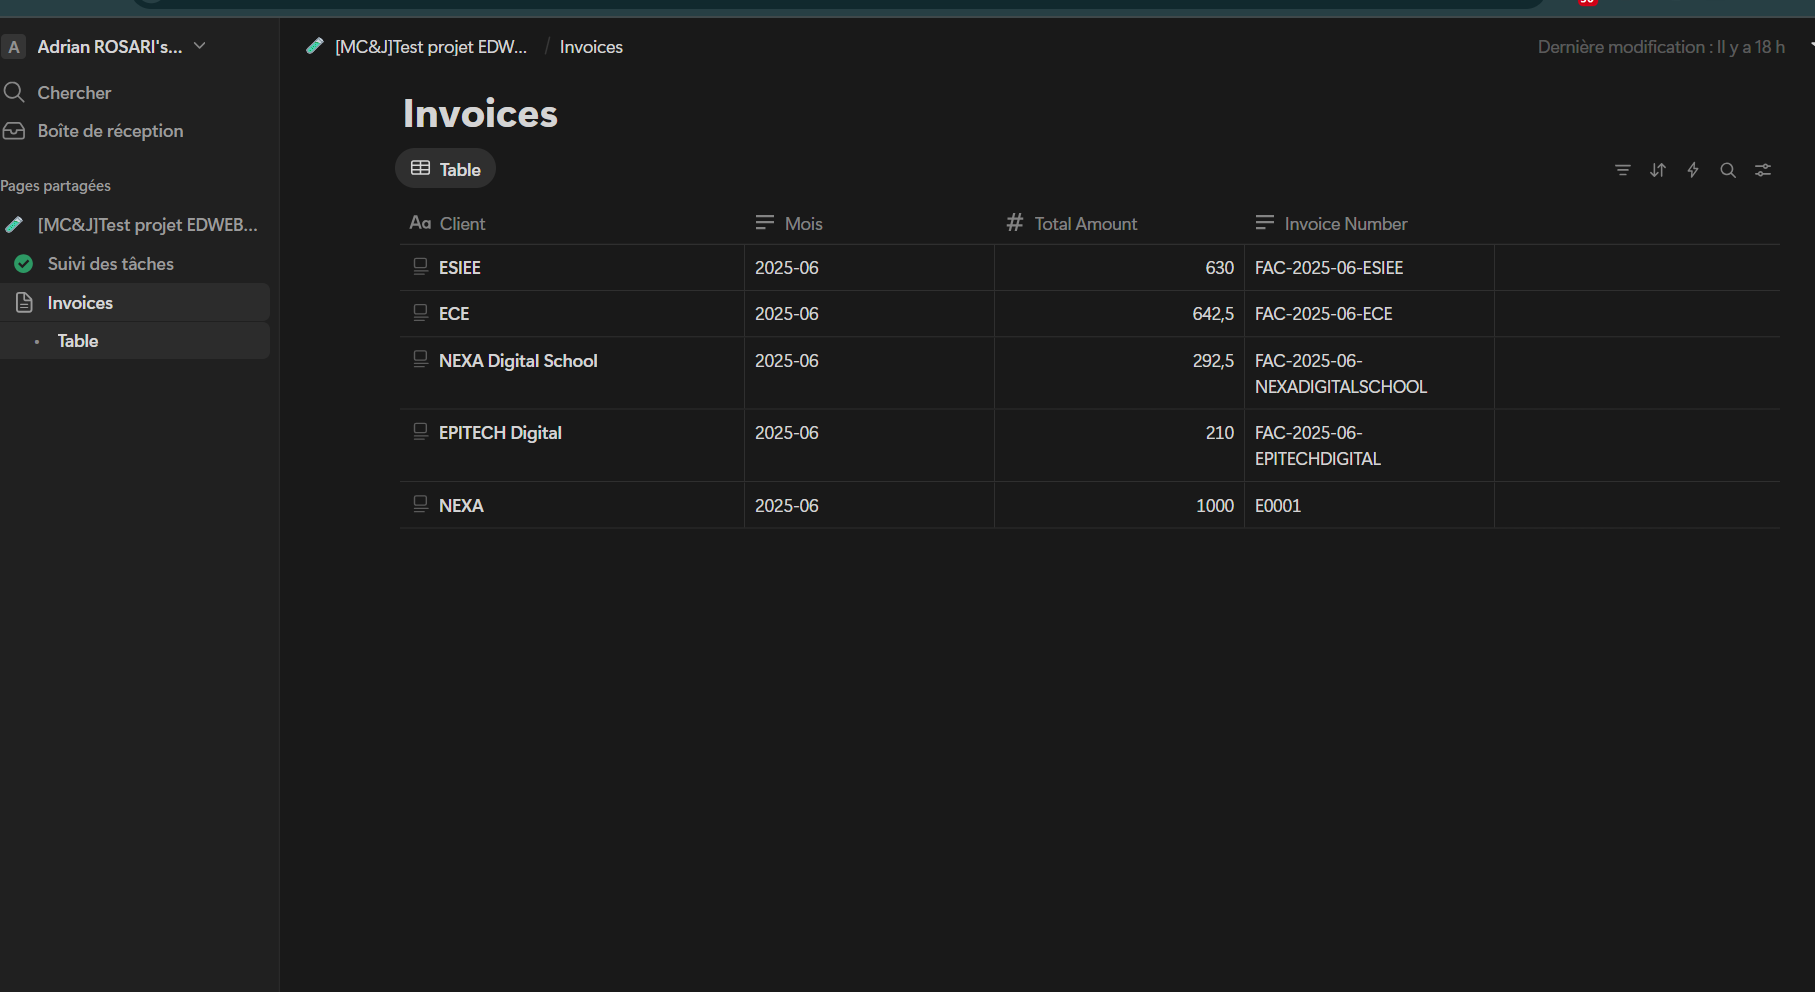 A Adrian ROSARI's...
Chercher
Boîte de réception
Pages partagées
[MC&J]Test projet EDWEB...
Suivi des tâches
Invoices
Table
[MC&J]Test projet EDW... / Invoices
Dernière modification : Il y a 18 h
Invoices
Table
Aa Client Mois # Total Amount Invoice Number
ESIEE 2025-06 630 FAC-2025-06-ESIEE
ECE 2025-06 642,5 FAC-2025-06-ECE
NEXA Digital School 2025-06 292,5 FAC-2025-06-
NEXADIGITALSCHOOL
EPITECH Digital 2025-06 210 FAC-2025-06-
EPITECHDIGITAL
NEXA 2025-06 1000 E0001